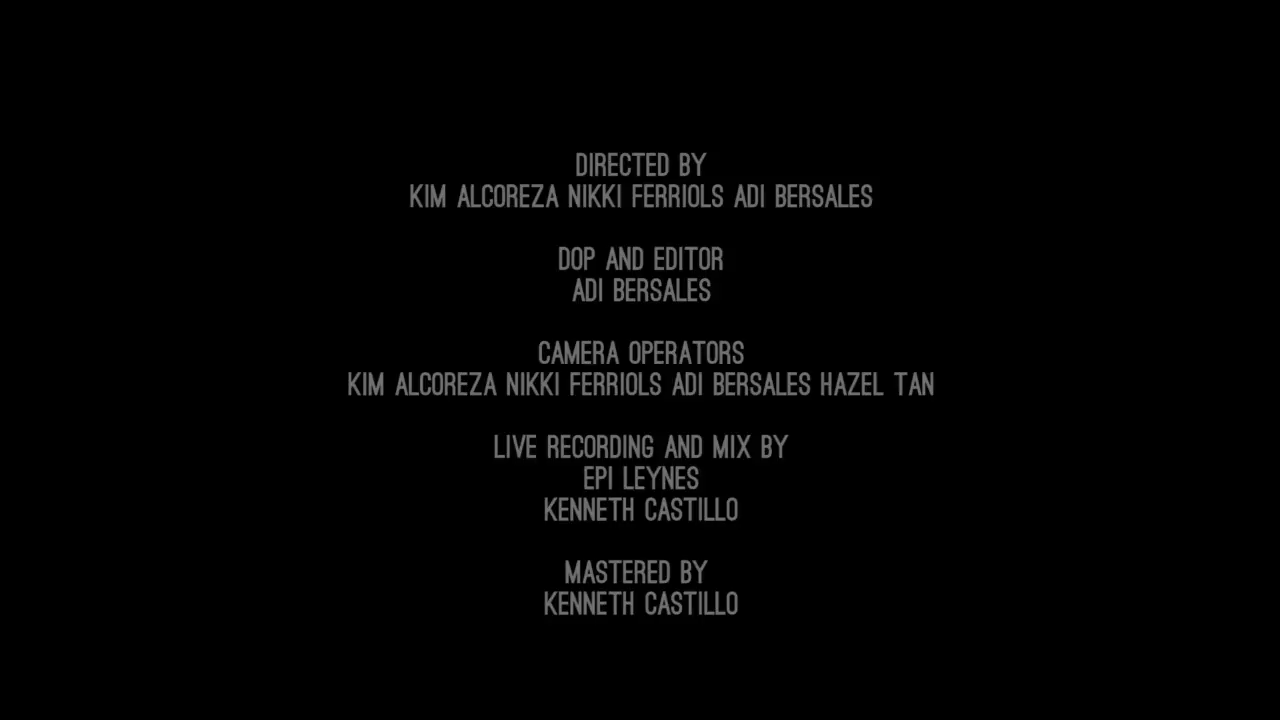 DIRECTED BY
KIM ALCOREZA NIKKI FERRIOLS ADI BERSALES
DOP AND EDITOR
ADI BERSALES
CAMERA OPERATORS
KIM ALCOREZA NIKKI FERRIOLS ADI BERSALES HAZEL TAN
LIVE RECORDING AND MIX BY
EPI LEYNES
KENNETH CASTILLO
MASTERED BY
KENNETH CASTILLO